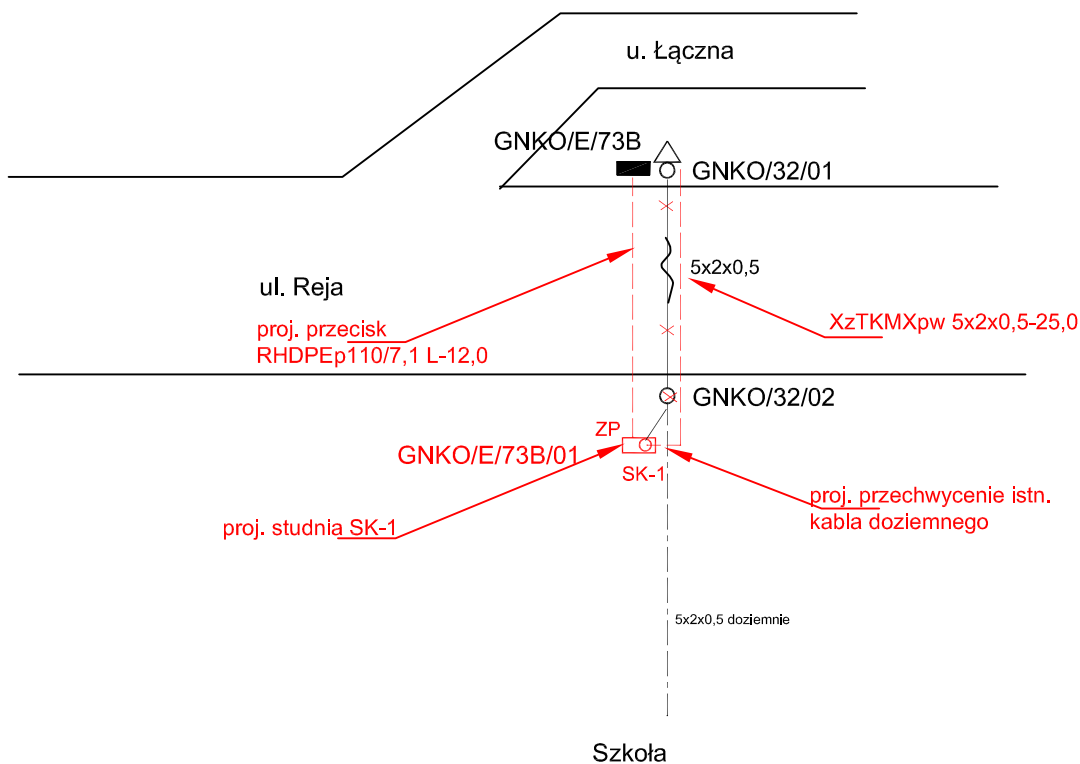 u. Łączna
GNKO/E/73B
GNKO/32/01
5x2x0,5
ul. Reja
proj. przecisk
RHDPEp110/7,1 L-12,0
XzTKMXpw 5x2x0,5-25,0
GNKO/32/02
ZP
GNKO/E/73B/01
SK-1
proj. przechwycenie istn.
kabla doziemnego
proj. studnia SK-1
5x2x0,5 doziemnie
Szkoła